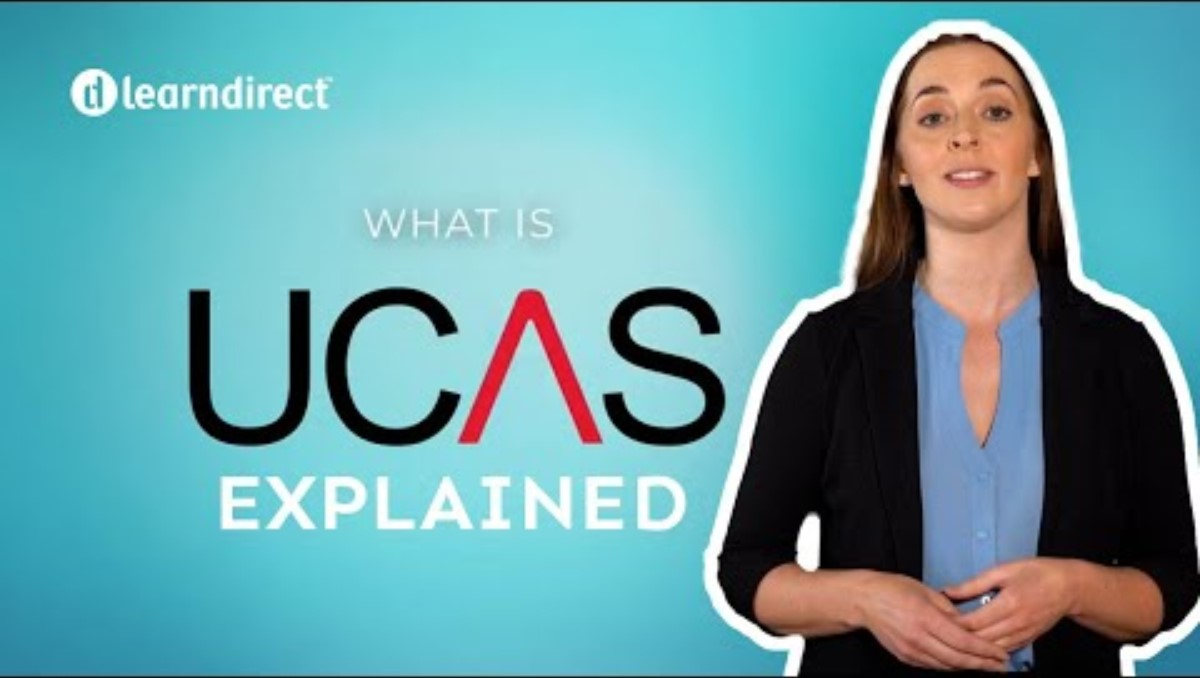 learndirect
WHAT IS
UCAS
EXPLAINED